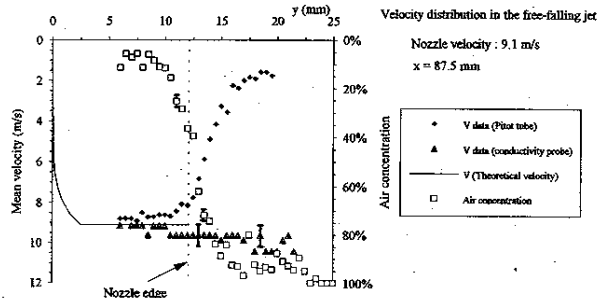 y (mm)
0 5 10 15 20 25
Velocity distribution in the free-falling jet
Nozzle velocity : 9.1 m/s
x = 87.5 mm
0
2
4
6
8
10
12
Mean velocity (m/s)
0%
20%
40%
60%
80%
100%
Air concentration
V data (Pitot tube)
V data (conductivity probe)
V (Theoretical velocity)
Air concentration
Nozzle edge